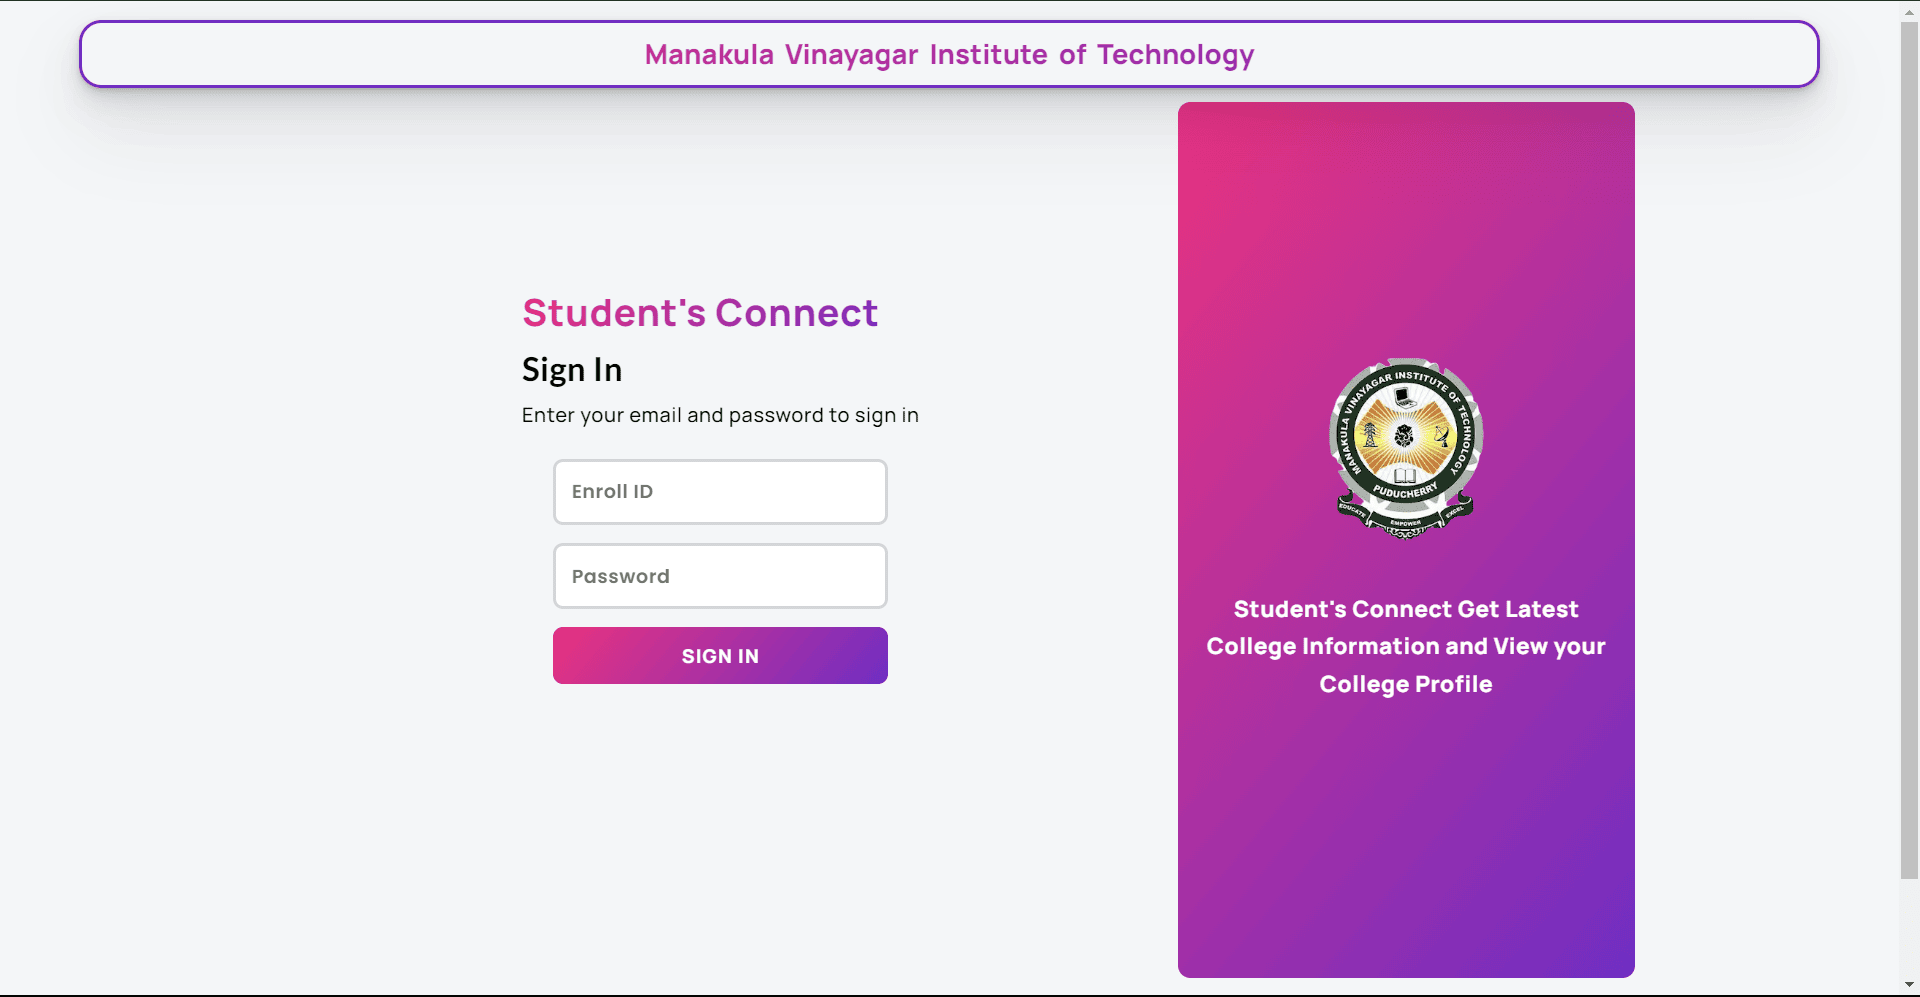 Manakula Vinayagar Institute of Technology
Student's Connect
Sign In
Enter your email and password to sign in
Enroll ID
Password
SIGN IN
MANAKULA VINAYAGAR INSTITUTE OF TECHNOLOGY
PUDUCHERRY
EDUCATE
EMPOWER
EXCEL
Student's Connect Get Latest
College Information and View your
College Profile